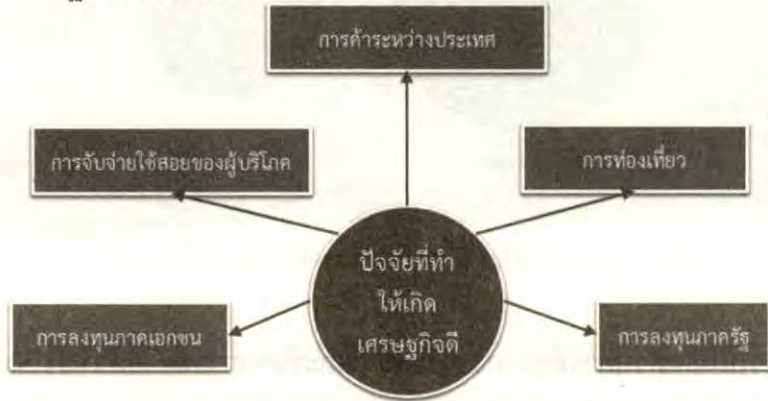 การค้าระหว่างประเทศ
การจับจ่ายใช้สอยของผู้บริโภค
การท่องเที่ยว
ปัจจัยที่ทำ
ให้เกิด
เศรษฐกิจดี
การลงทุนภาคเอกชน
การลงทุนภาครัฐ